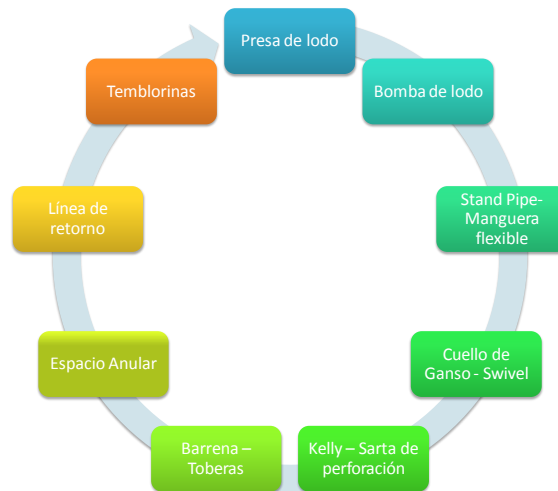 Presa de lodo
Bomba de lodo
Stand Pipe-
Manguera
flexible
Cuello de
Ganso - Swivel
Kelly – Sarta de
perforación
Barrena –
Toberas
Espacio Anular
Línea de
retorno
Temblorinas